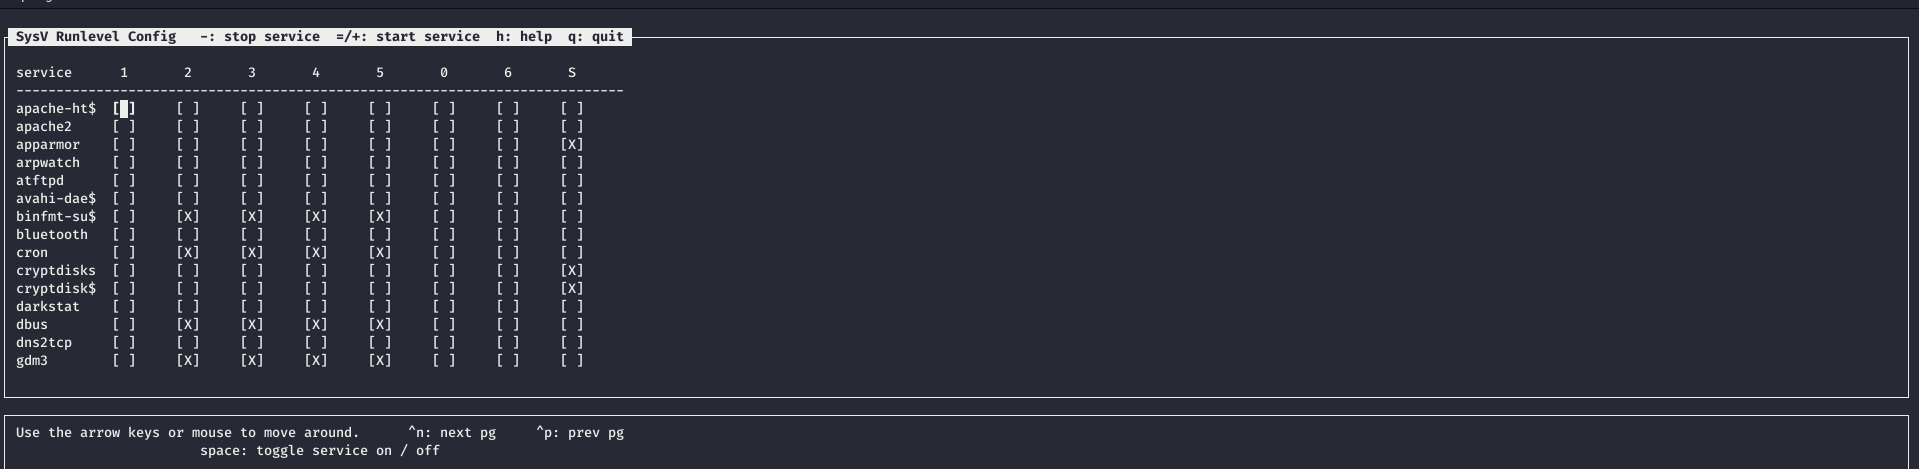 SysV Runlevel Config   -: stop service  =/+: start service  h: help  q: quit
service      1       2       3       4       5       0       6       S
----------------------------------------------------------------------------
apache-ht$  [ ]     [ ]     [ ]     [ ]     [ ]     [ ]     [ ]     [ ]
apache2     [ ]     [ ]     [ ]     [ ]     [ ]     [ ]     [ ]     [ ]
apparmor    [ ]     [ ]     [ ]     [ ]     [ ]     [ ]     [ ]     [X]
arpwatch    [ ]     [ ]     [ ]     [ ]     [ ]     [ ]     [ ]     [ ]
atftpd      [ ]     [ ]     [ ]     [ ]     [ ]     [ ]     [ ]     [ ]
avahi-dae$  [ ]     [ ]     [ ]     [ ]     [ ]     [ ]     [ ]     [ ]
binfmt-su$  [ ]     [X]     [X]     [X]     [X]     [ ]     [ ]     [ ]
bluetooth   [ ]     [ ]     [ ]     [ ]     [ ]     [ ]     [ ]     [ ]
cron        [ ]     [X]     [X]     [X]     [X]     [ ]     [ ]     [ ]
cryptdisks  [ ]     [ ]     [ ]     [ ]     [ ]     [ ]     [ ]     [X]
cryptdisk$  [ ]     [ ]     [ ]     [ ]     [ ]     [ ]     [ ]     [X]
darkstat    [ ]     [ ]     [ ]     [ ]     [ ]     [ ]     [ ]     [ ]
dbus        [ ]     [X]     [X]     [X]     [X]     [ ]     [ ]     [ ]
dns2tcp     [ ]     [ ]     [ ]     [ ]     [ ]     [ ]     [ ]     [ ]
gdm3        [ ]     [X]     [X]     [X]     [X]     [ ]     [ ]     [ ]
Use the arrow keys or mouse to move around.      ^n: next pg     ^p: prev pg
space: toggle service on / off